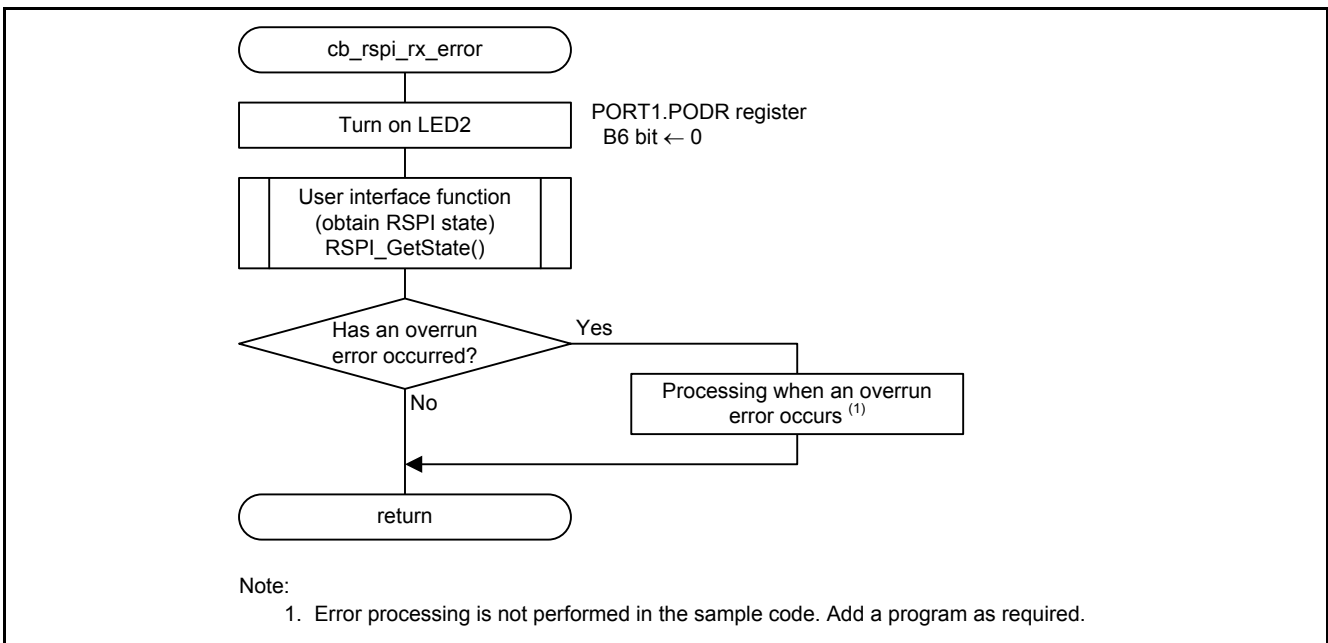 cb_rspi_rx_error
Turn on LED2
PORT1.PODR register
B6 bit ← 0
User interface function
(obtain RSPI state)
RSPI_GetState()
Has an overrun
error occurred?
Yes
Processing when an overrun
error occurs (1)
No
return
Note:
1. Error processing is not performed in the sample code. Add a program as required.